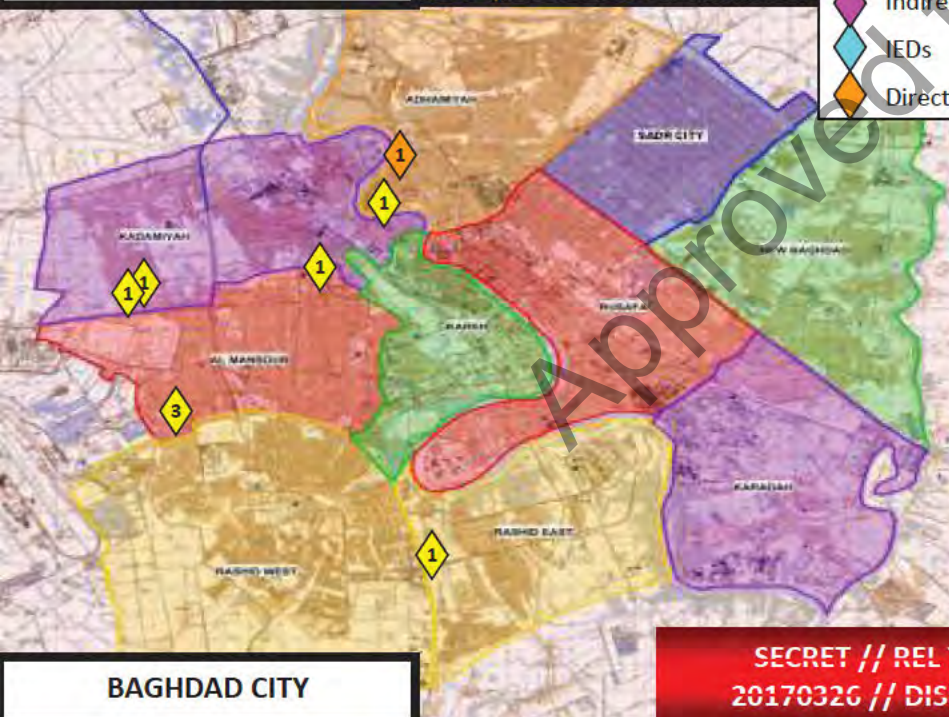 Indire
IEDs
Direct
Approved
ADHAMIYAH
SADR CITY
1
1
KADAMIYAH
NEW BAGHDAD
1
1
1
RUSAFA
KARKH
AL MANSOUR
3
KARADAH
RASHID EAST
1
RASHID WEST
SECRET // REL
BAGHDAD CITY
20170326 // DIS